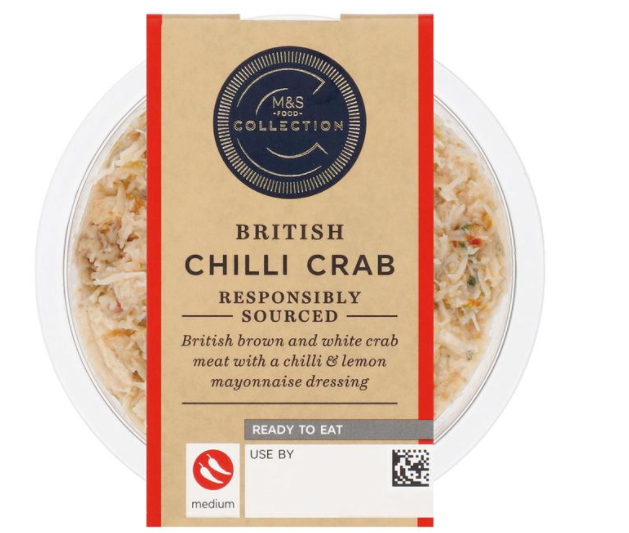 M&S
-FOOD-
COLLECTION
BRITISH
CHILLI CRAB
RESPONSIBLY
SOURCED
British brown and white crab
meat with a chilli & lemon
mayonnaise dressing
READY TO EAT
USE BY
medium